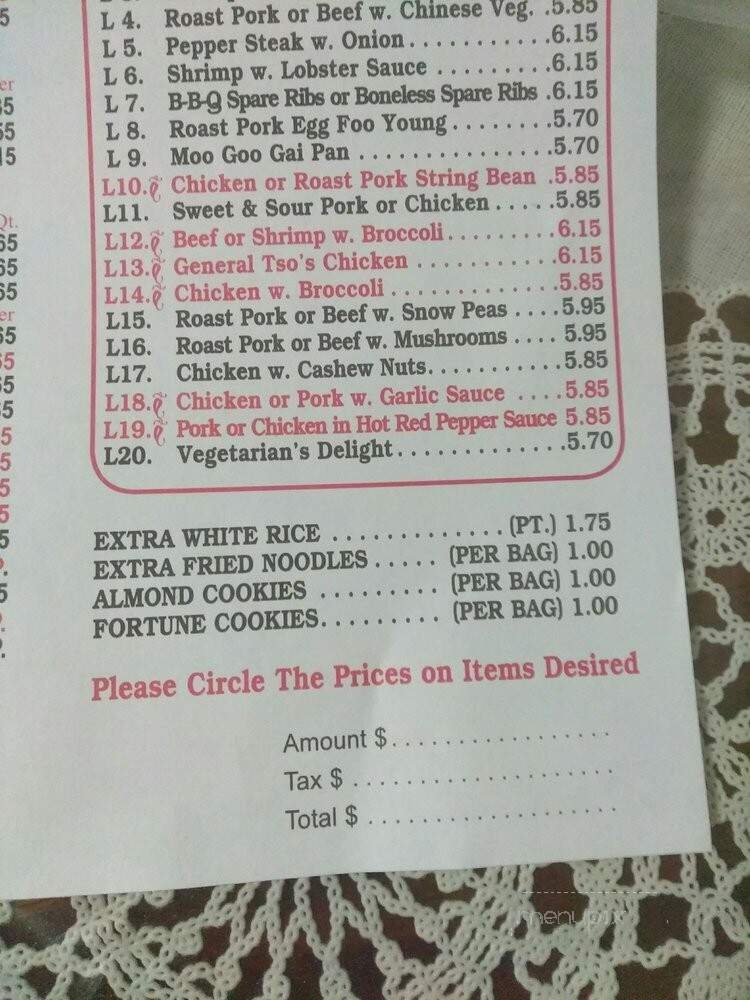 L 4. Roast Pork or Beef w. Chinese Veg. .5.85
L 5. Pepper Steak w. Onion...........6.15
L 6. Shrimp w. Lobster Sauce .........6.15
L 7. B-B-Q Spare Ribs or Boneless Spare Ribs .6.15
L 8. Roast Pork Egg Foo Young........5.70
L 9. Moo Goo Gai Pan ................5.70
L10. Chicken or Roast Pork String Bean .5.85
L11. Sweet & Sour Pork or Chicken.....5.85
L12. Beef or Shrimp w. Broccoli.........6.15
L13. General Tso's Chicken ...........6.15
L14. Chicken w. Broccoli .............5.85
L15. Roast Pork or Beef w. Snow Peas ....5.95
L16. Roast Pork or Beef w. Mushrooms ....5.95
L17. Chicken w. Cashew Nuts...........5.85
L18. Chicken or Pork w. Garlic Sauce ....5.85
L19. Pork or Chicken in Hot Red Pepper Sauce 5.85
L20. Vegetarian's Delight.............5.70
EXTRA WHITE RICE .............(PT.) 1.75
EXTRA FRIED NOODLES..... (PER BAG) 1.00
ALMOND COOKIES ......... (PER BAG) 1.00
FORTUNE COOKIES......... (PER BAG) 1.00
Please Circle The Prices on Items Desired
Amount $.................
Tax $ ....................
Total $ ...................
menupix